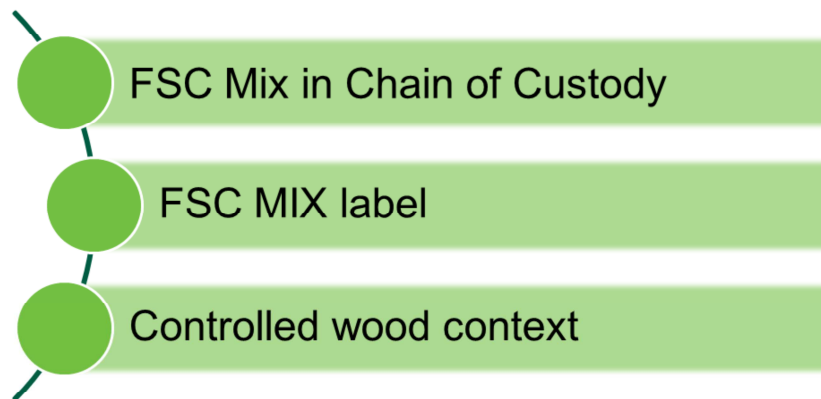 FSC Mix in Chain of Custody
FSC MIX label
Controlled wood context